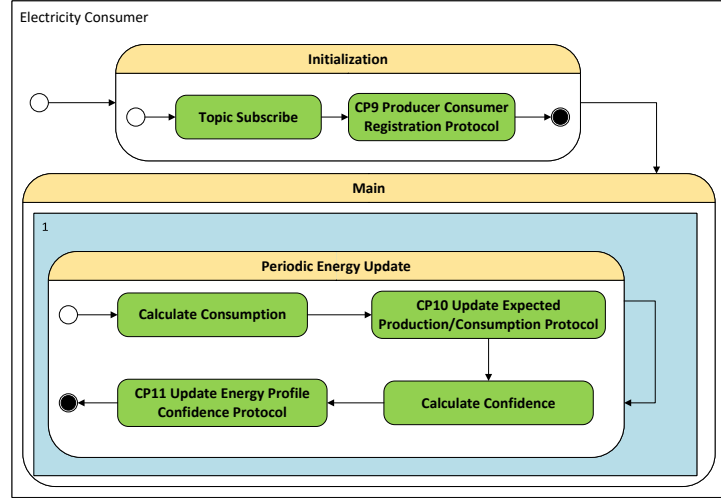 Electricity Consumer
Initialization
Topic Subscribe
CP9 Producer Consumer
Registration Protocol
Main
1
Periodic Energy Update
Calculate Consumption
CP10 Update Expected
Production/Consumption Protocol
CP11 Update Energy Profile
Confidence Protocol
Calculate Confidence